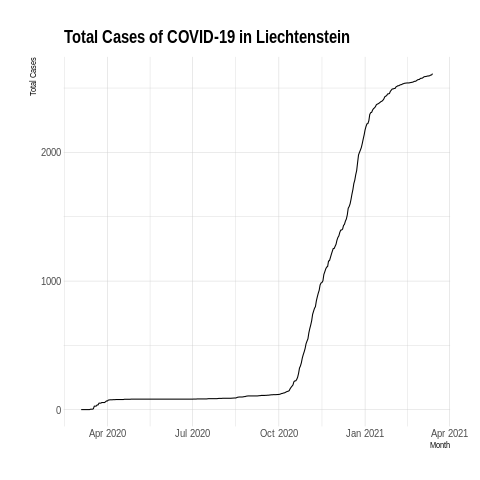 Total Cases of COVID-19 in Liechtenstein
Total Cases
2000
1000
0
Apr 2020 Jul 2020 Oct 2020 Jan 2021 Apr 2021
Month